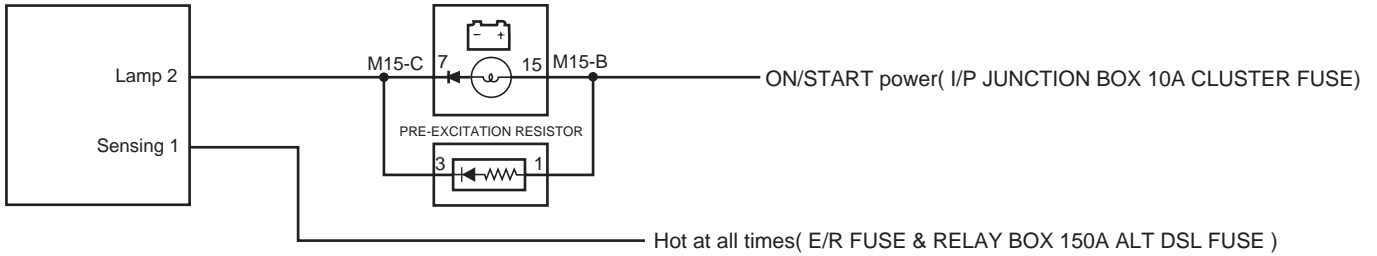 Lamp 2
M15-C
7
- +
15
M15-B
ON/START power( I/P JUNCTION BOX 10A CLUSTER FUSE)
PRE-EXCITATION RESISTOR
Sensing 1
3
1
Hot at all times( E/R FUSE & RELAY BOX 150A ALT DSL FUSE )